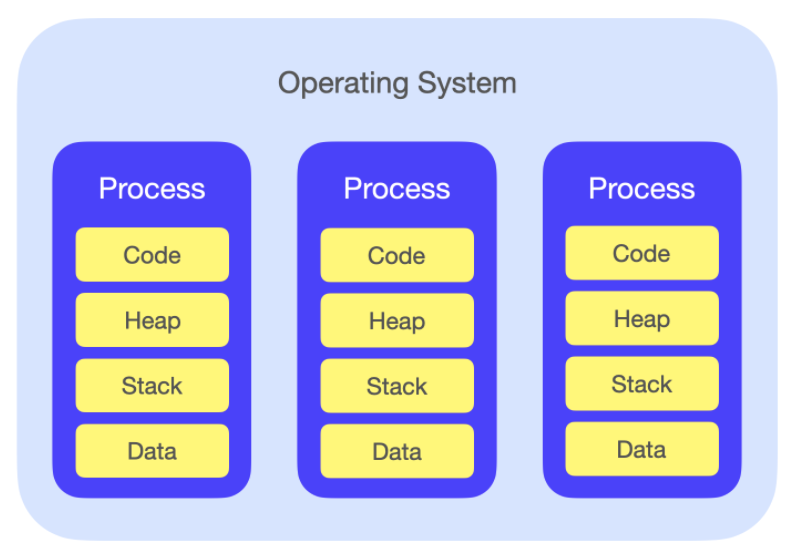 Operating System
Process
Code
Heap
Stack
Data
Process
Code
Heap
Stack
Data
Process
Code
Heap
Stack
Data